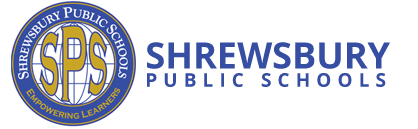 SHREWSBURY PUBLIC SCHOOLS
SPS
EMPOWERING LEARNERS
SHREWSBURY
PUBLIC SCHOOLS